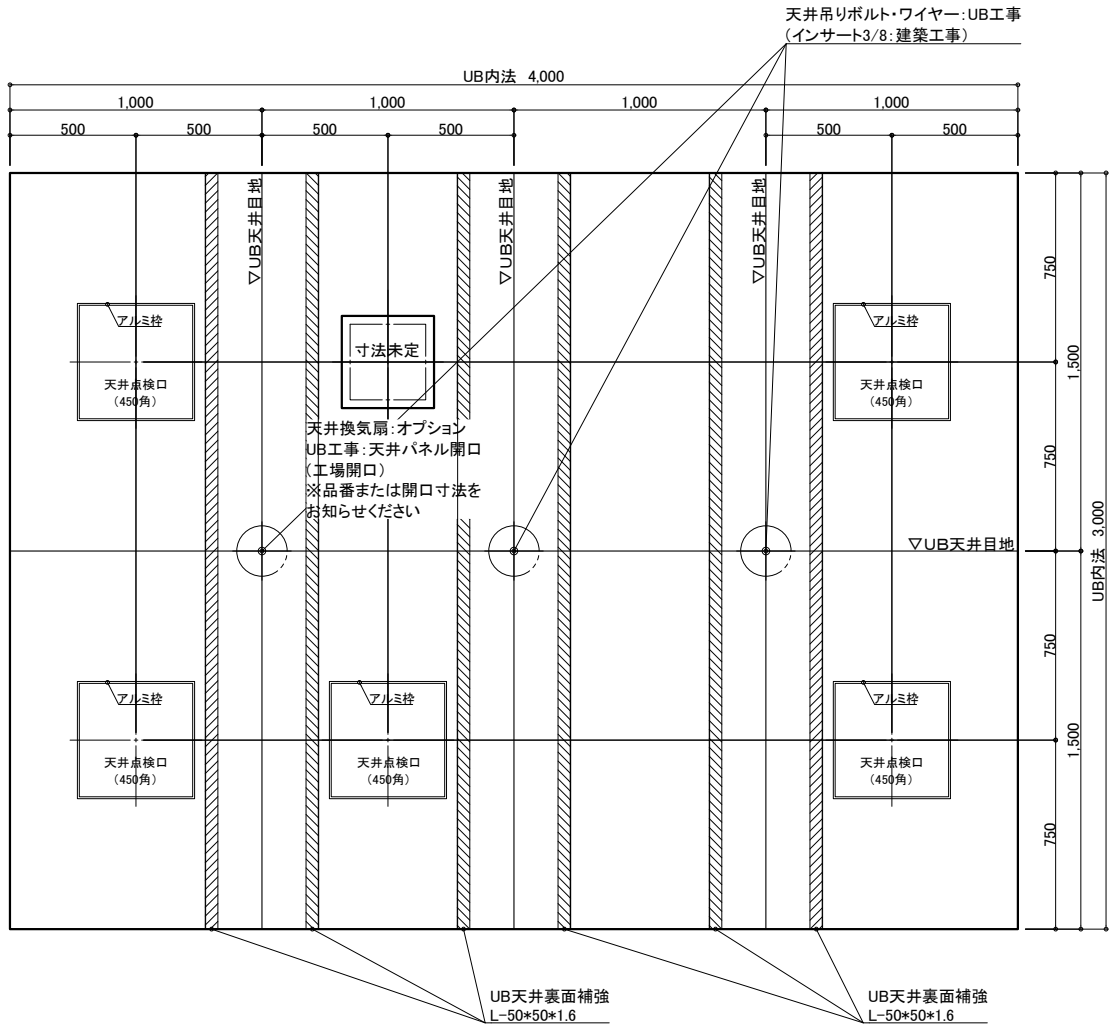 天井吊りボルト・ワイヤー:UB工事
(インサート3/8:建築工事)
UB内法 4,000
1,000
1,000
1,000
1,000
500
500
500
500
500
500
▽UB天井目地
▽UB天井目地
▽UB天井目地
750
アルミ枠
アルミ枠
寸法未定
天井点検口
(450角)
天井点検口
(450角)
1,500
天井換気扇:オプション
UB工事:天井パネル開口
(工場開口)
※品番または開口寸法を
お知らせください
750
▽UB天井目地
UB内法 3,000
750
アルミ枠
アルミ枠
アルミ枠
天井点検口
(450角)
天井点検口
(450角)
天井点検口
(450角)
1,500
750
UB天井裏面補強
L-50*50*1.6
UB天井裏面補強
L-50*50*1.6